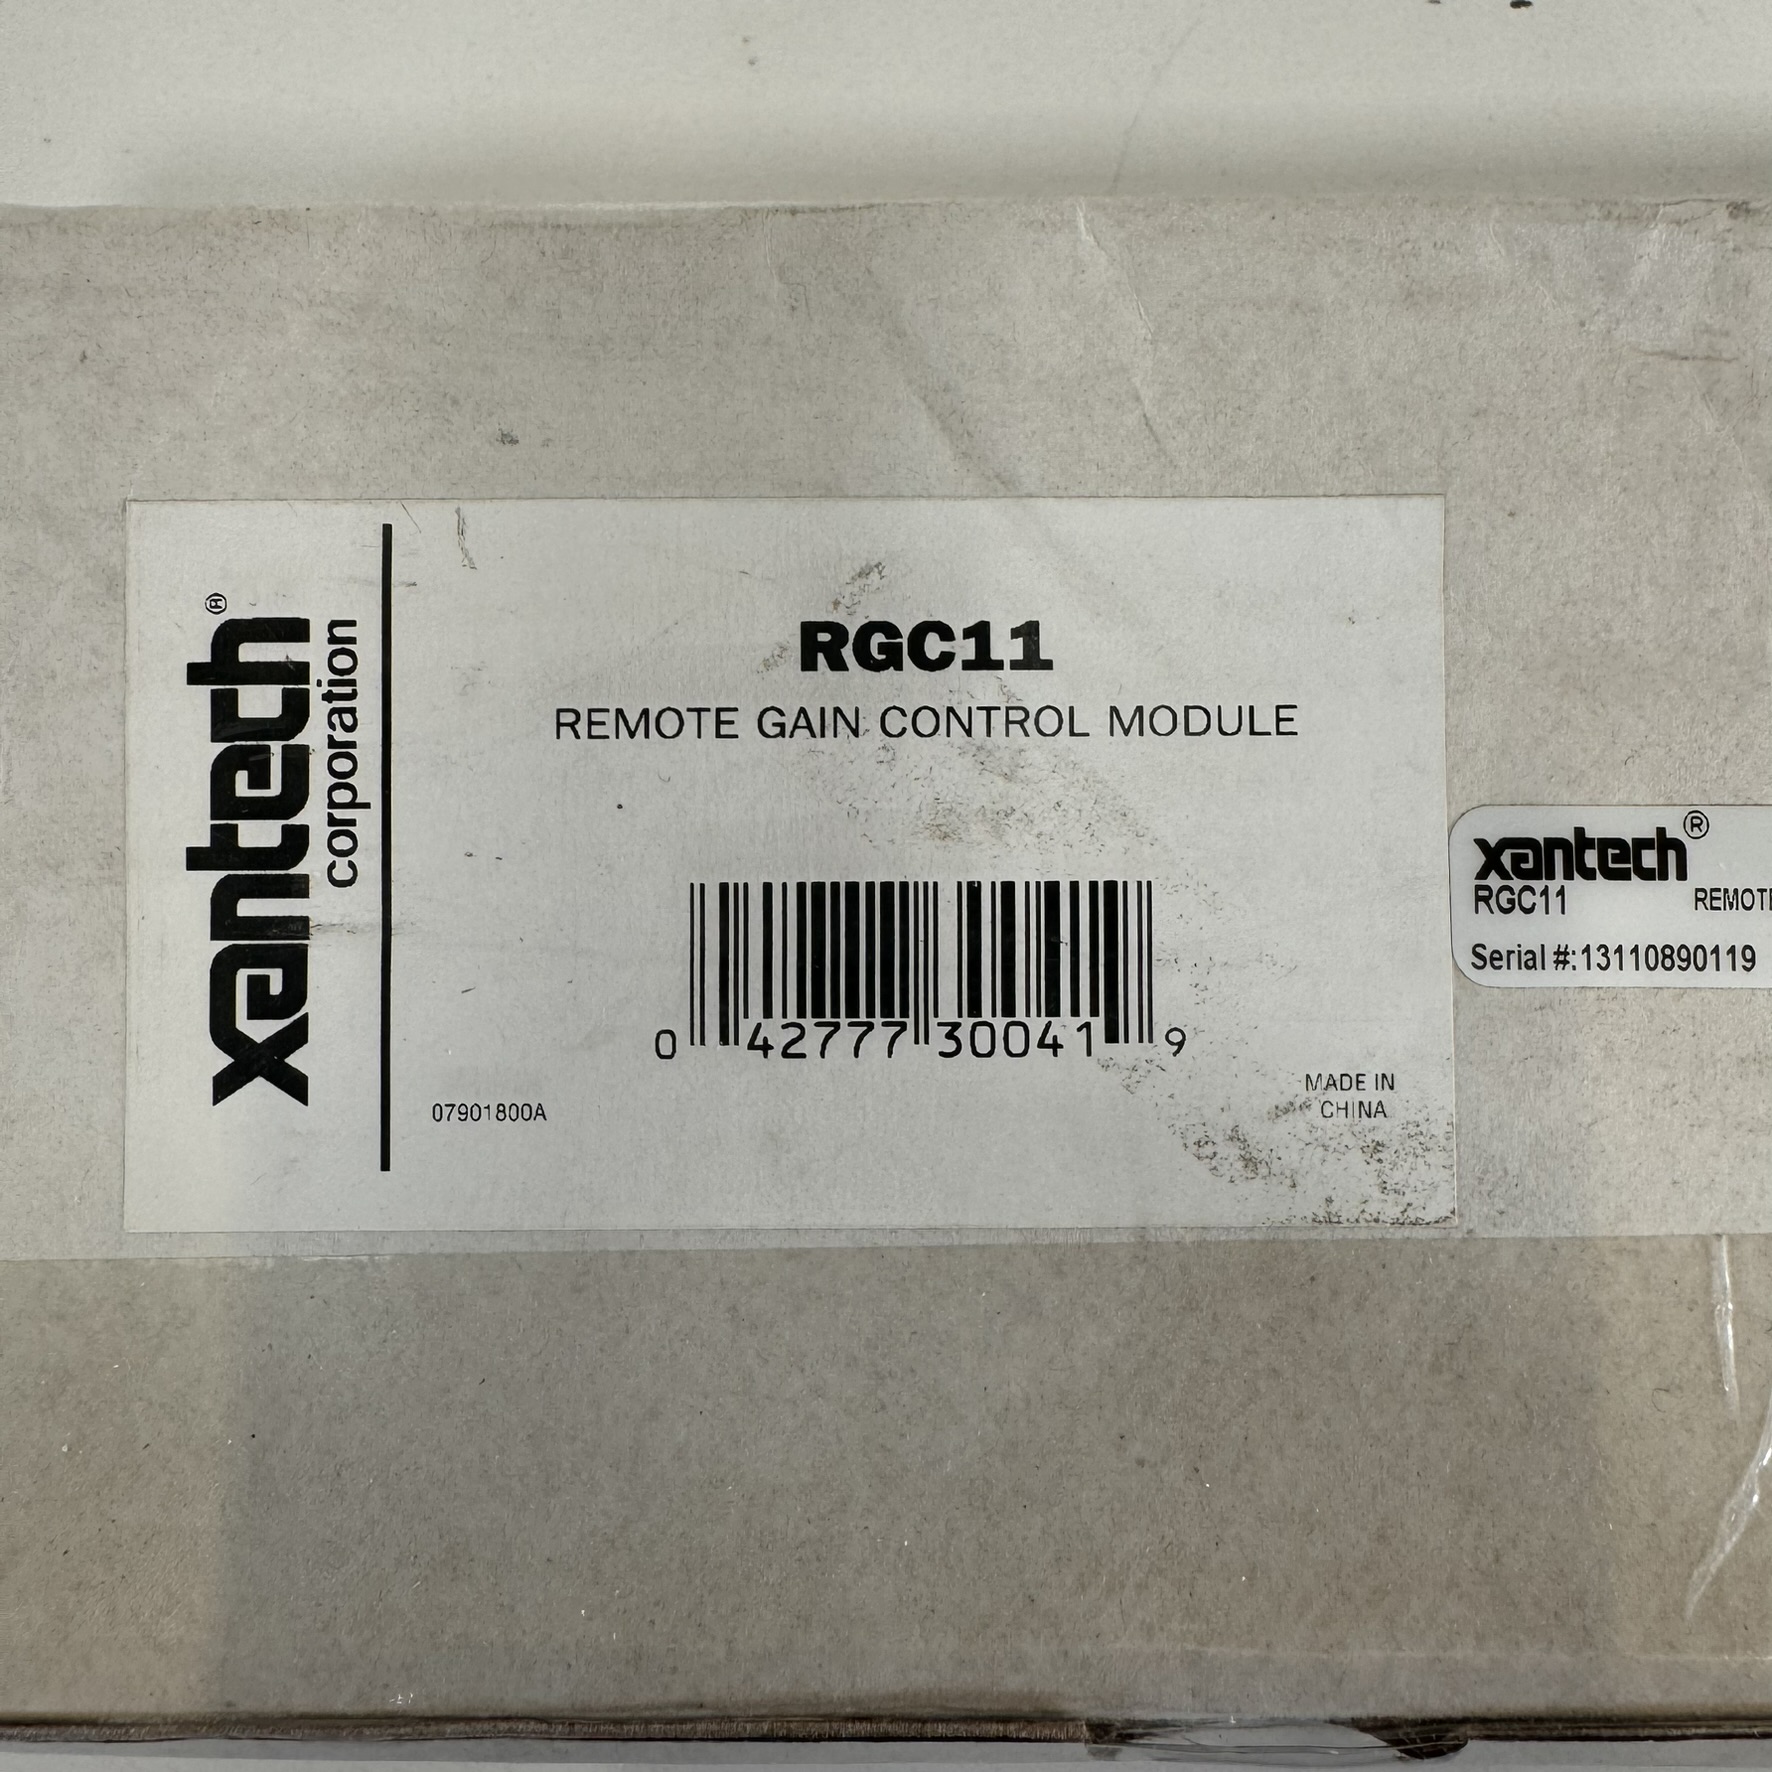 xantech®
corporation
RGC11
REMOTE GAIN CONTROL MODULE
0 42777 30041 9
07901800A
MADE IN
CHINA
xantech®
RGC11 REMOTE
Serial #:13110890119